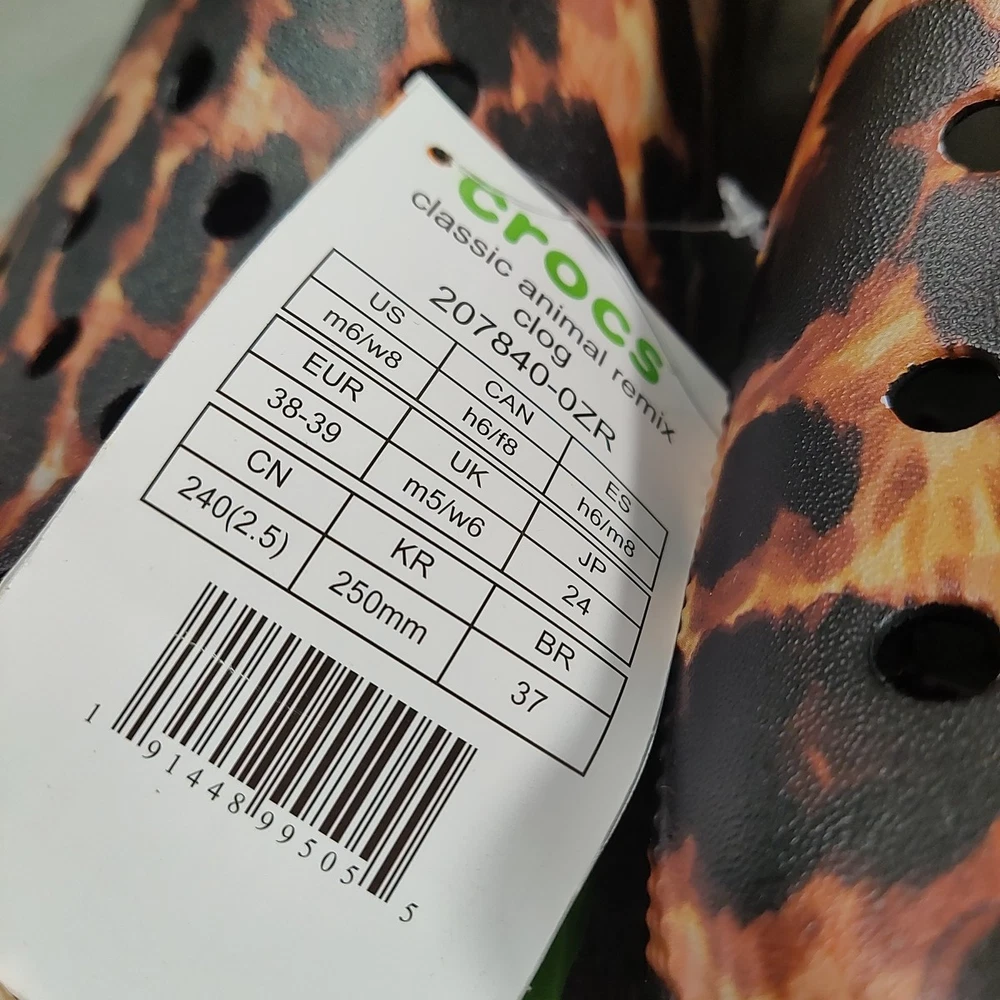 crocs
classic animal remix
clog
207840-0ZR
US CAN ES
m6/w8 h6/f8 h6/m8
EUR UK JP
38-39 m5/w6 24
CN KR BR
240(2.5) 250mm 37
1 91448 99505 5